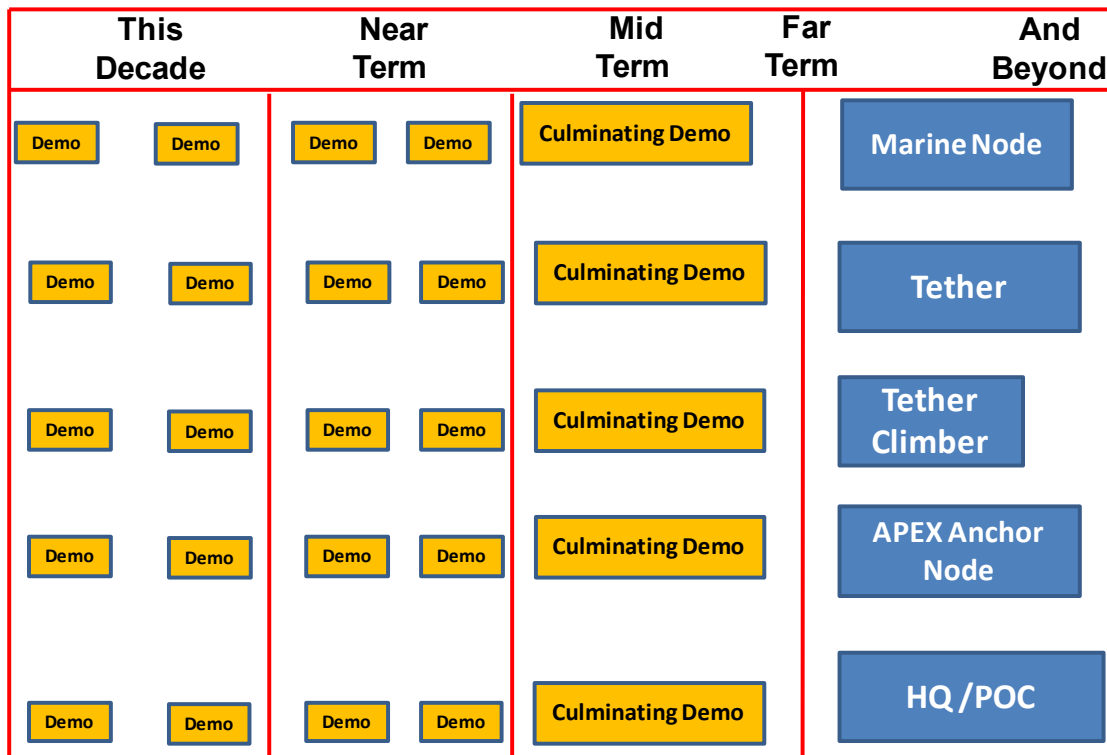 This Near Mid Far And
Decade Term Term Term Beyond
Demo Demo Demo Demo Culminating Demo Marine Node
Demo Demo Demo Demo Culminating Demo Tether
Demo Demo Demo Demo Culminating Demo Tether
Climber
Demo Demo Demo Demo Culminating Demo APEX Anchor
Node
Demo Demo Demo Demo Culminating Demo HQ /POC